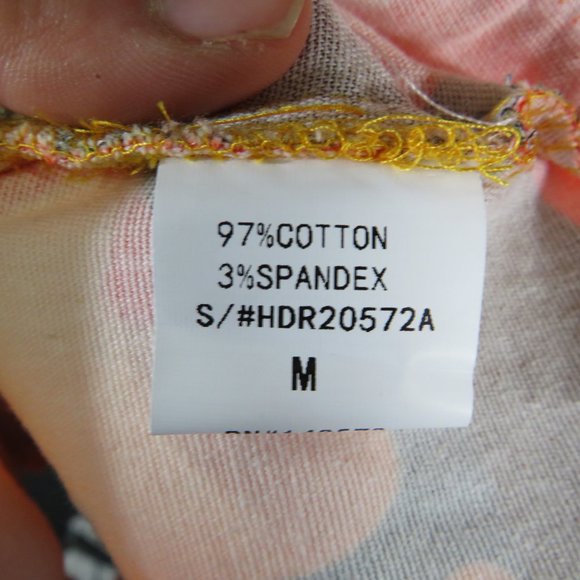 97%COTTON
3%SPANDEX
S/#HDR20572A
M